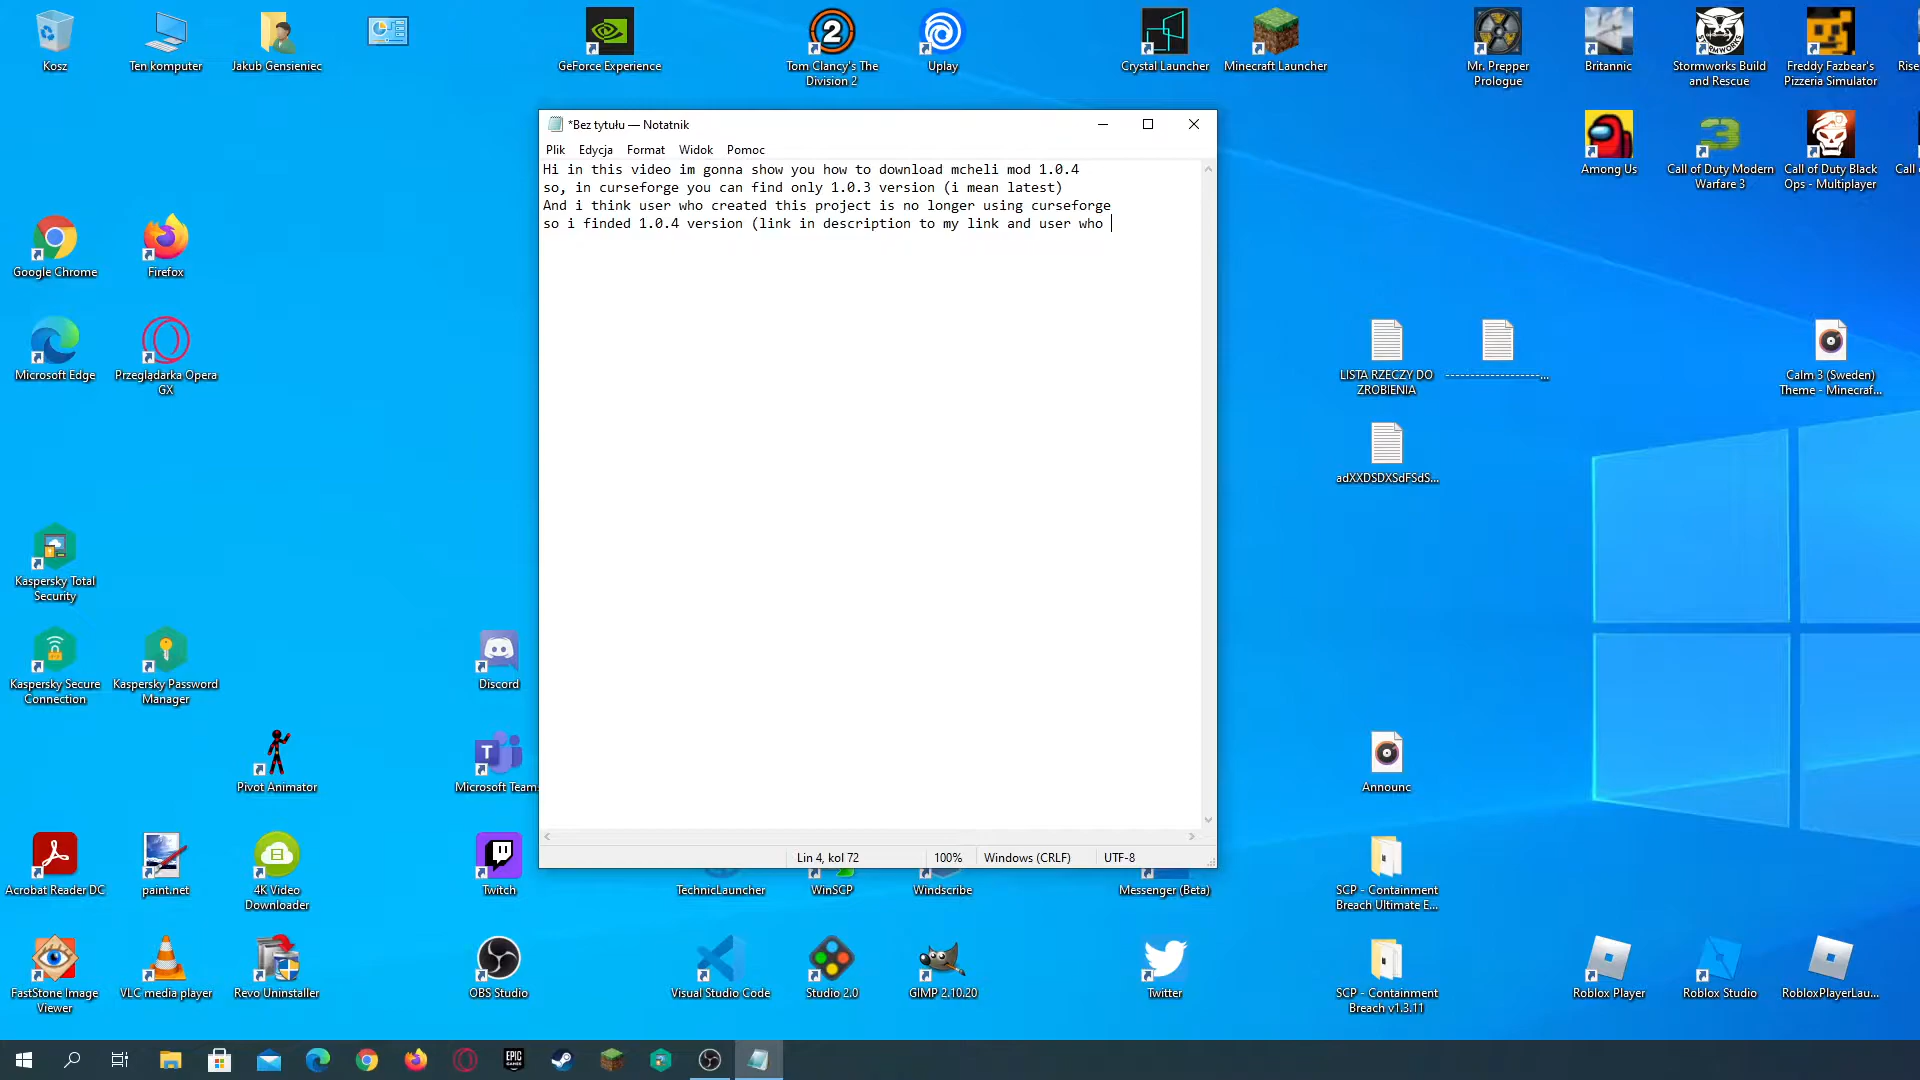 Kosz
Ten komputer
Jakub Gensieniec
GeForce Experience
Tom Clancy's The
Division 2
Uplay
Crystal Launcher
Minecraft Launcher
Mr. Prepper
Prologue
Britannic
Stormworks Build
and Rescue
Freddy Fazbear's
Pizzeria Simulator
Rise
Among Us
Call of Duty Modern
Warfare 3
Call of Duty Black
Ops - Multiplayer
Call
*Bez tytułu — Notatnik
Plik Edycja Format Widok Pomoc
Hi in this video im gonna show you how to download mcheli mod 1.0.4
so, in curseforge you can find only 1.0.3 version (i mean latest)
And i think user who created this project is no longer using curseforge
so i finded 1.0.4 version (link in description to my link and user who
Google Chrome
Firefox
Microsoft Edge
Przeglądarka Opera
GX
LISTA RZECZY DO
ZROBIENIA
--------------------...
Calm 3 (Sweden)
Theme - Minecraf...
adXXDSDXSdFSdS...
Kaspersky Total
Security
Kaspersky Secure
Connection
Kaspersky Password
Manager
Discord
Pivot Animator
Microsoft Team
Announc
Lin 4, kol 72 100% Windows (CRLF) UTF-8
Acrobat Reader DC
paint.net
4K Video
Downloader
Twitch
TechnicLauncher
WinSCP
Windscribe
Messenger (Beta)
SCP - Containment
Breach Ultimate E...
FastStone Image
Viewer
VLC media player
Revo Uninstaller
OBS Studio
Visual Studio Code
Studio 2.0
GIMP 2.10.20
Twitter
SCP - Containment
Breach v1.3.11
Roblox Player
Roblox Studio
RobloxPlayerLau...
EPIC
GAMES